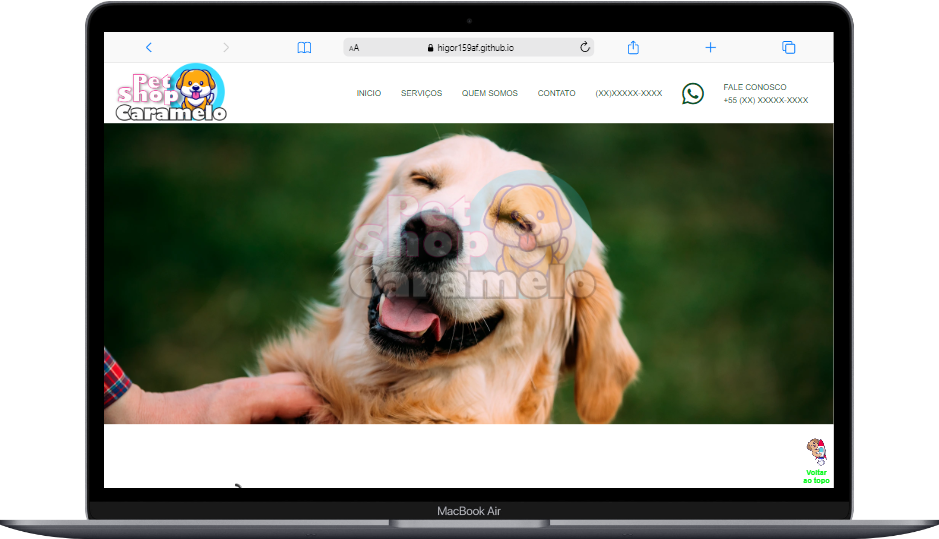 AA
higor159af.github.io
Pet
Shop
Caramelo
INICIO
SERVIÇOS
QUEM SOMOS
CONTATO
(XX)XXXXX-XXXX
FALE CONOSCO
+55 (XX) XXXXX-XXXX
Pet
Shop
Caramelo
Voltar
ao topo
MacBook Air